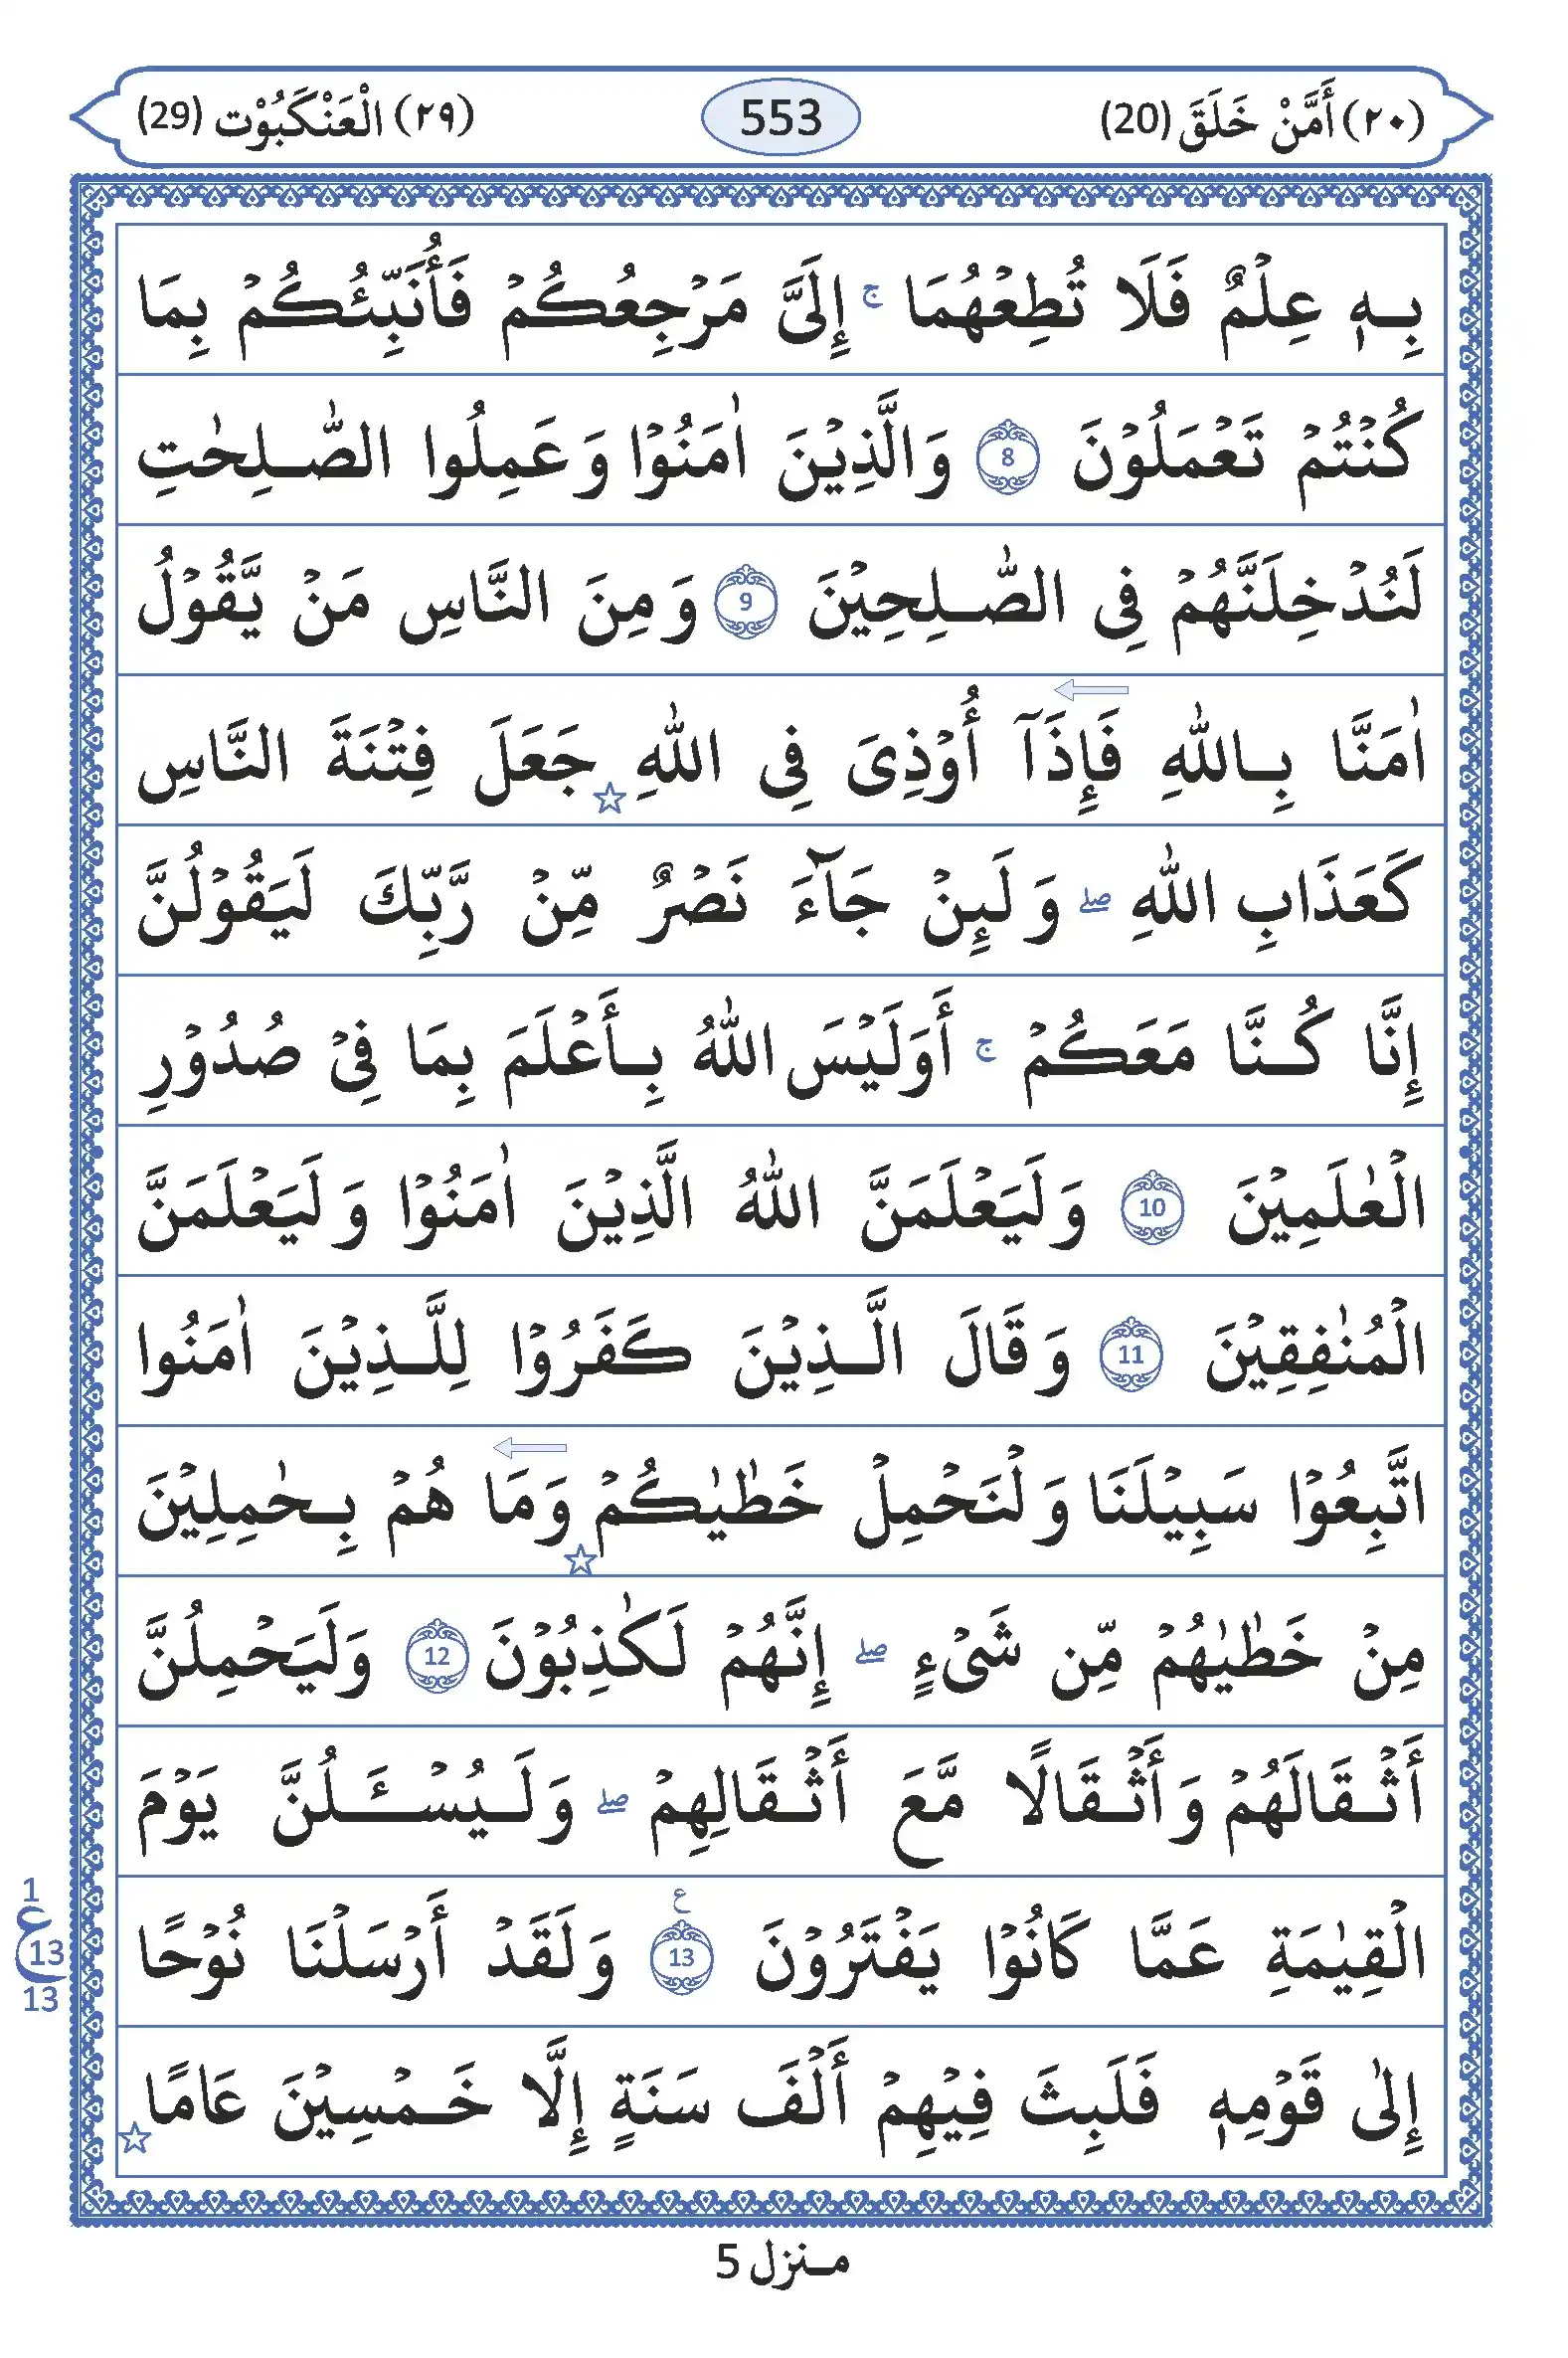 (٢٠) أَمَّنْ خَلَقَ (20) 553 (٢٩) الْعَنْكَبُوْت (29)
بِهٖ عِلْمٌ فَلَا تُطِعْهُمَا ۚ إِلَیَّ مَرْجِعُكُمْ فَأُنَبِّئُكُمْ بِمَا
كُنْتُمْ تَعْمَلُوْنَ 8 وَالَّذِيْنَ اٰمَنُوْا وَعَمِلُوا الصّٰلِحٰتِ
لَنُدْخِلَنَّهُمْ فِی الصّٰلِحِيْنَ 9 وَمِنَ النَّاسِ مَنْ يَّقُوْلُ
اٰمَنَّا بِاللّٰهِ فَإِذَآ أُوْذِیَ فِی اللّٰهِ ☆ جَعَلَ فِتْنَةَ النَّاسِ
كَعَذَابِ اللّٰهِ ۖ وَلَئِنْ جَآءَ نَصْرٌ مِّنْ رَّبِّكَ لَيَقُوْلُنَّ
إِنَّا كُنَّا مَعَكُمْ ۚ أَوَلَيْسَ اللّٰهُ بِأَعْلَمَ بِمَا فِیْ صُدُوْرِ
الْعٰلَمِيْنَ 10 وَلَيَعْلَمَنَّ اللّٰهُ الَّذِيْنَ اٰمَنُوْا وَلَيَعْلَمَنَّ
الْمُنٰفِقِيْنَ 11 وَقَالَ الَّذِيْنَ كَفَرُوْا لِلَّذِيْنَ اٰمَنُوا
اتَّبِعُوْا سَبِيْلَنَا وَلْنَحْمِلْ خَطٰيٰكُمْ ☆ وَمَا هُمْ بِحٰمِلِيْنَ
مِنْ خَطٰيٰهُمْ مِّن شَیْءٍ ۖ إِنَّهُمْ لَكٰذِبُوْنَ 12 وَلَيَحْمِلُنَّ
أَثْقَالَهُمْ وَأَثْقَالًا مَّعَ أَثْقَالِهِمْ ۖ وَلَيُسْـَٔلُنَّ يَوْمَ
الْقِيٰمَةِ عَمَّا كَانُوْا يَفْتَرُوْنَ 13 ع وَلَقَدْ أَرْسَلْنَا نُوْحًا
1
ع 13
13
إِلٰی قَوْمِهٖ فَلَبِثَ فِيْهِمْ أَلْفَ سَنَةٍ إِلَّا خَمْسِيْنَ عَامًا ☆
مـنزل 5